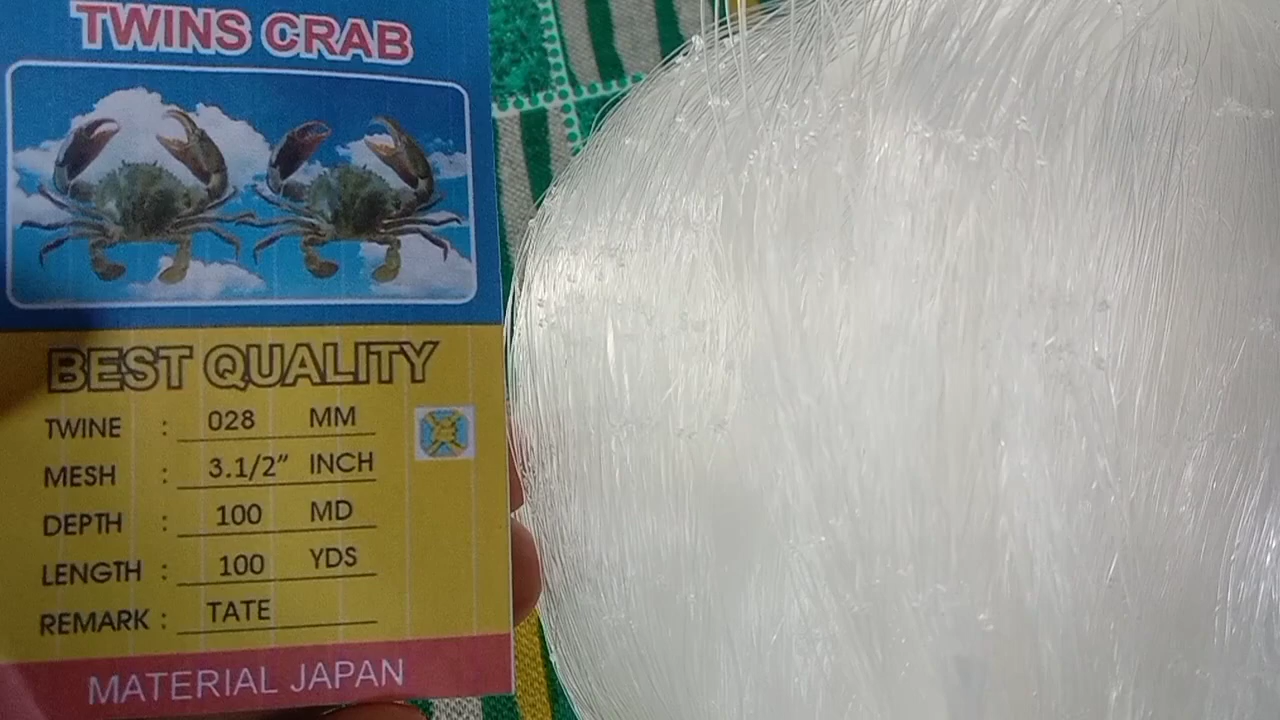 TWINS CRAB
BEST QUALITY
TWINE : 028 MM
MESH : 3.1/2” INCH
DEPTH : 100 MD
LENGTH : 100 YDS
REMARK : TATE
MATERIAL JAPAN